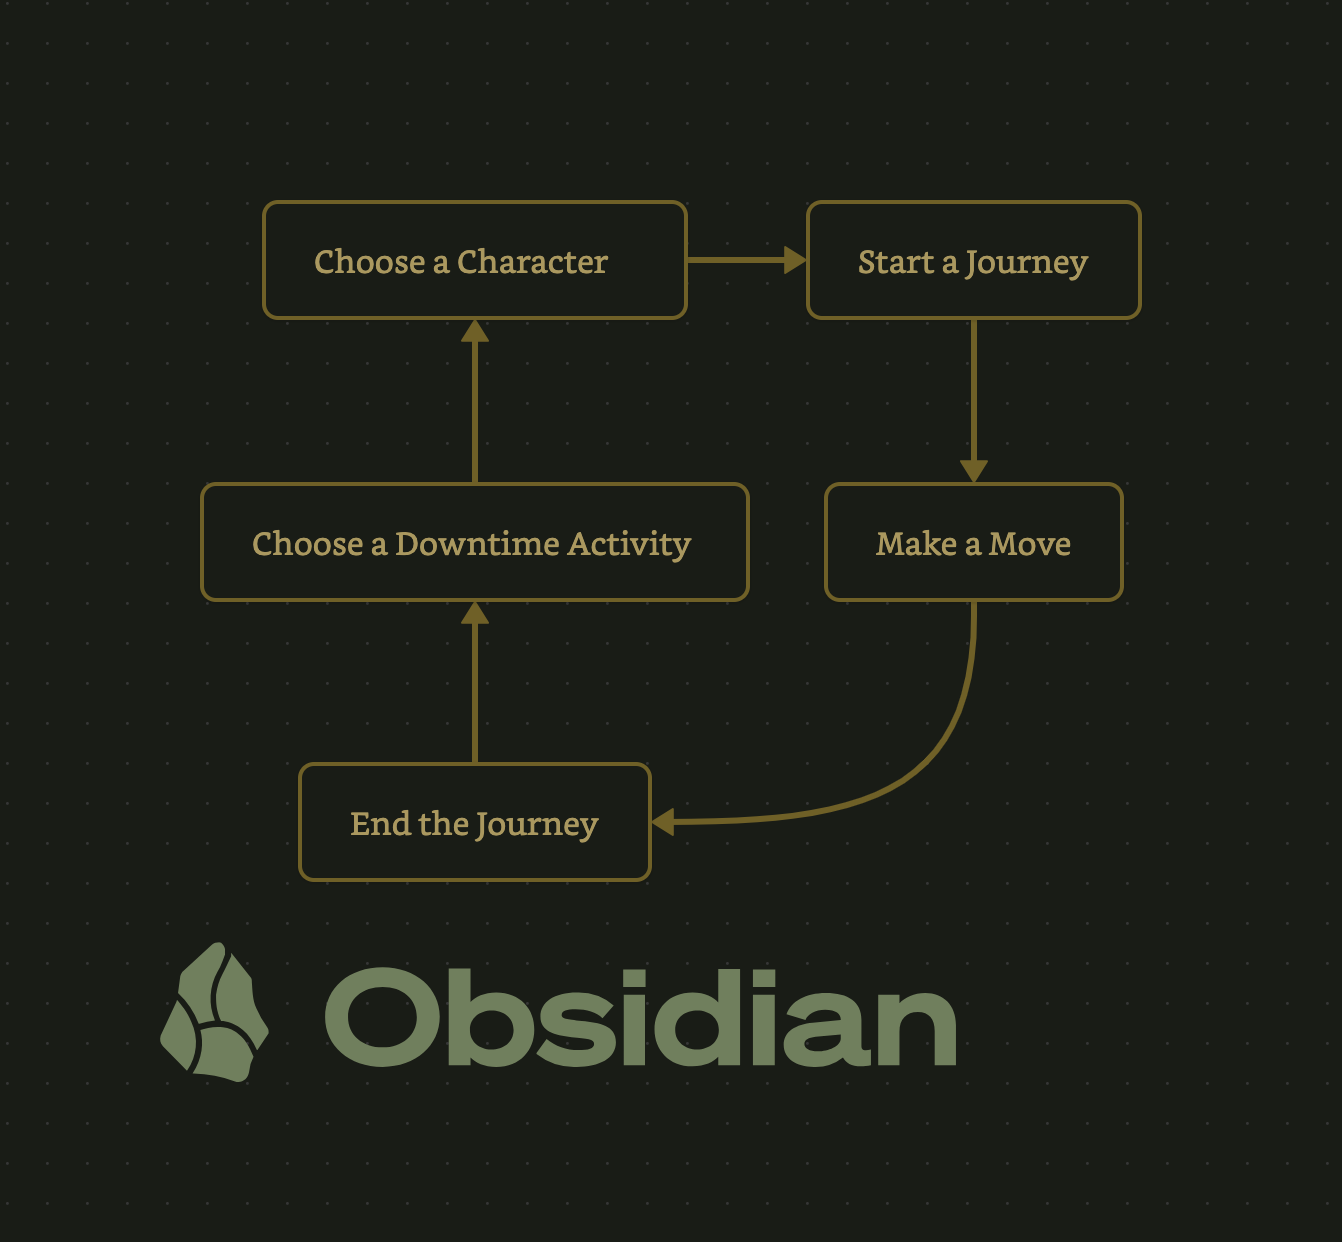 Choose a Character
Start a Journey
Choose a Downtime Activity
Make a Move
End the Journey
Obsidian